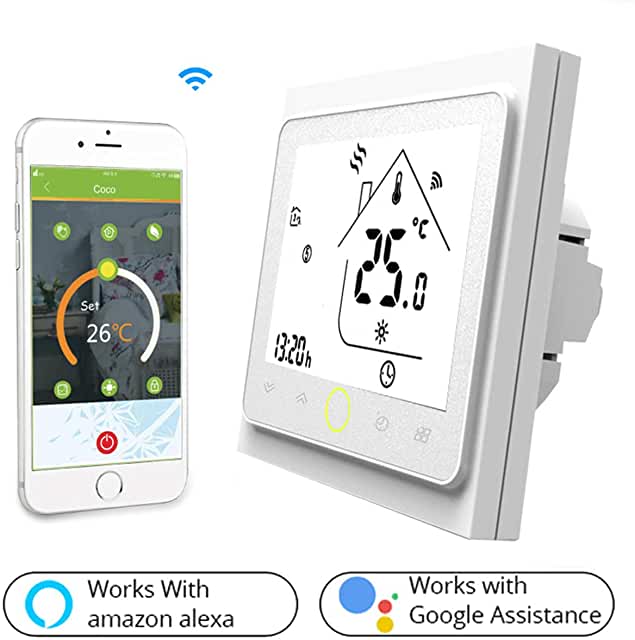 Coco
Set
26°C
25.0 °C
13:20h
Works With
amazon alexa
Works with
Google Assistance